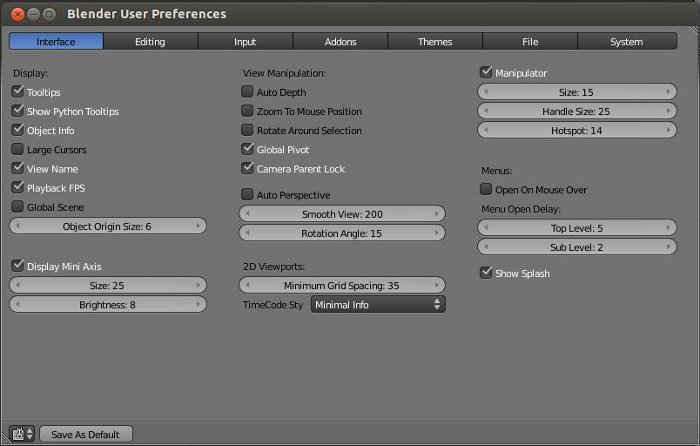 Blender User Preferences
Interface
Editing
Input
Addons
Themes
File
System
Display:
Tooltips
Show Python Tooltips
Object Info
Large Cursors
View Name
Playback FPS
Global Scene
Object Origin Size: 6
Display Mini Axis
Size: 25
Brightness: 8
View Manipulation:
Auto Depth
Zoom To Mouse Position
Rotate Around Selection
Global Pivot
Camera Parent Lock
Auto Perspective
Smooth View: 200
Rotation Angle: 15
2D Viewports:
Minimum Grid Spacing: 35
TimeCode Sty
Minimal Info
Manipulator
Size: 15
Handle Size: 25
Hotspot: 14
Menus:
Open On Mouse Over
Menu Open Delay:
Top Level: 5
Sub Level: 2
Show Splash
Save As Default